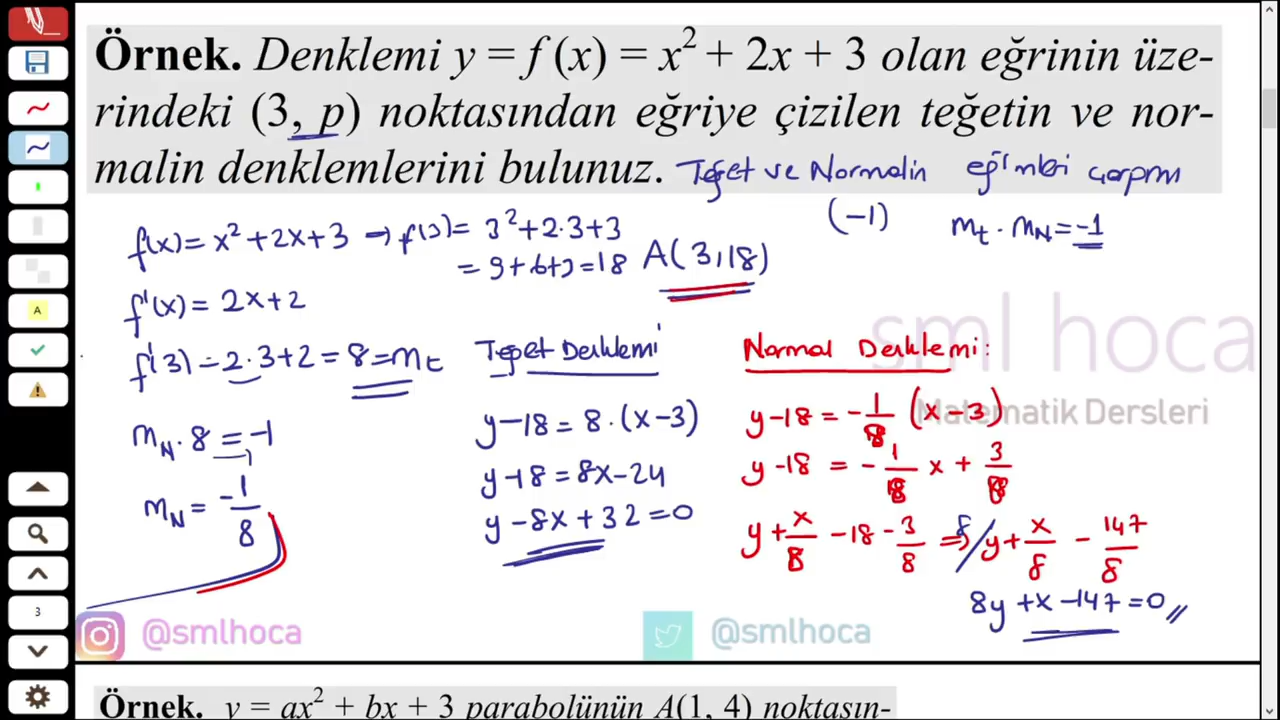 Örnek. Denklemi y = f (x) = x² + 2x + 3 olan eğrinin üze-
rindeki (3, p) noktasından eğriye çizilen teğetin ve nor-
malin denklemlerini bulunuz. Teğet ve Normalin eğimleri çarpımı
(-1) mt . mN = -1
f(x) = x² + 2x + 3 → f(3) = 3² + 2·3 + 3
= 9 + 6 + 3 = 18 A(3, 18)
f'(x) = 2x + 2
f'(3) = 2·3 + 2 = 8 = mt
mN · 8 = -1
mN = -1/8
Teğet Denklemi
y - 18 = 8 · (x - 3)
y - 18 = 8x - 24
y - 8x + 32 = 0
Normal Denklemi:
y - 18 = -1/8 (x - 3)
y - 18 = -1/8 x + 3/8
y + x/8 - 18 - 3/8 ⇒ 8/ y + x/8 - 147/8
8y + x - 147 = 0 //
sml hoca
Matematik Dersleri
@smlhoca @smlhoca
A
3
Örnek. y = ax² + bx + 3 parabolünün A(1, 4) noktasın-